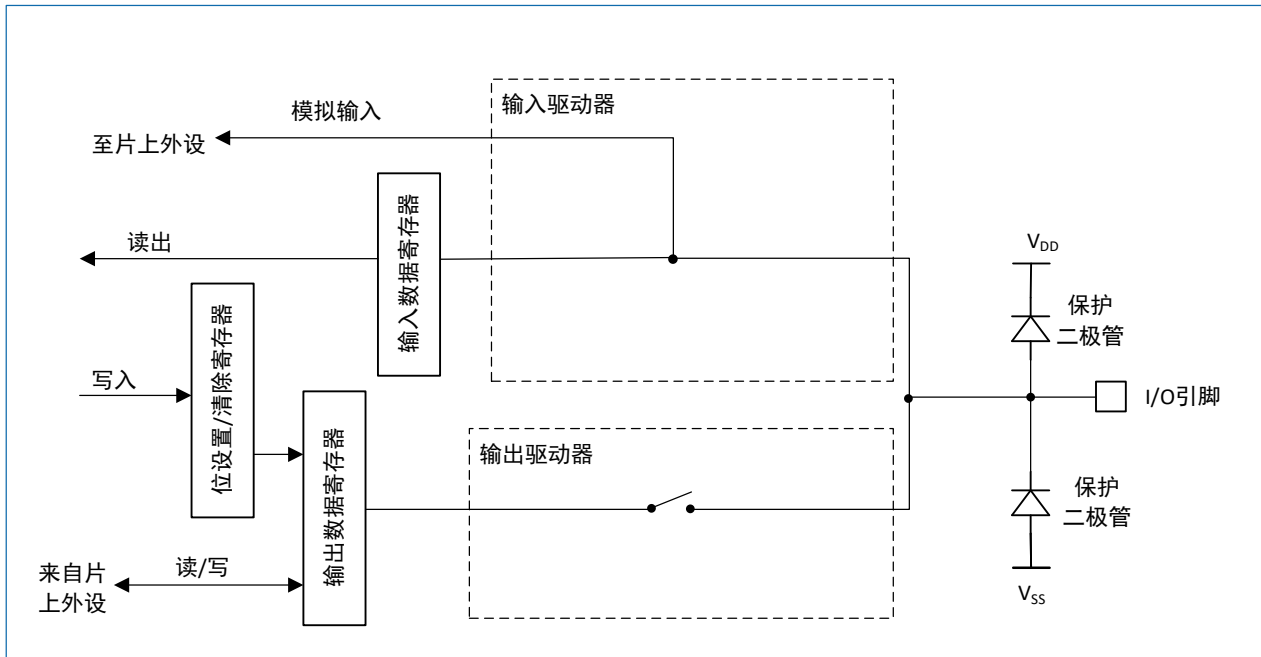 模拟输入
输入驱动器
至片上外设
读出
输入数据寄存器
V_DD
保护
二极管
位设置/清除寄存器
写入
I/O引脚
输出数据寄存器
输出驱动器
保护
二极管
读/写
来自片
上外设
V_SS